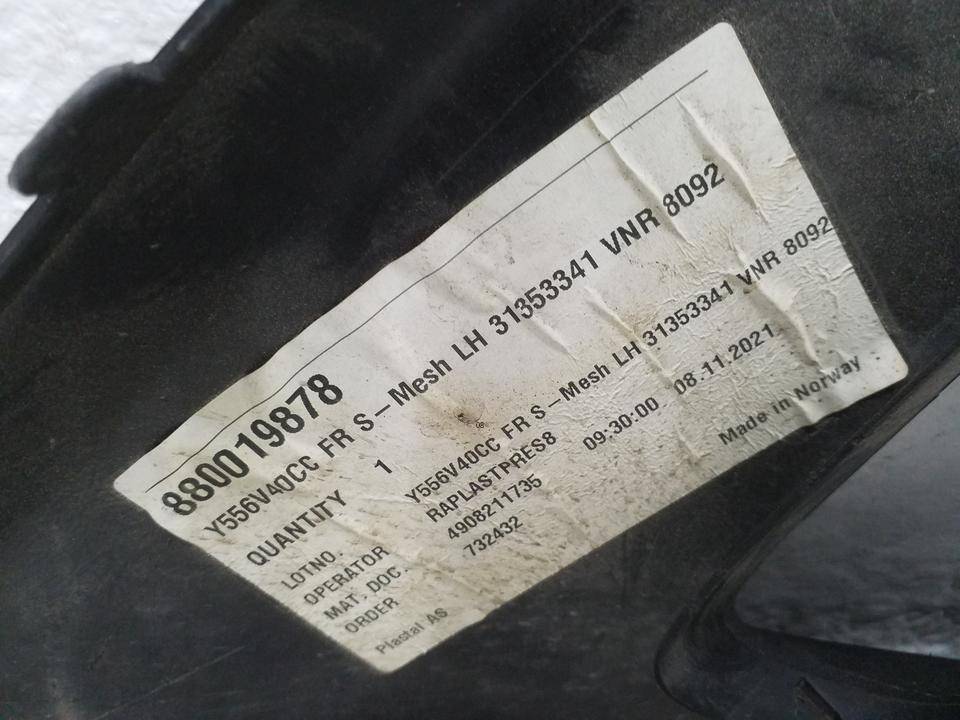 880019878
Y556V40CC FR S – Mesh LH 31353341 VNR 8092
QUANTITY 1
LOTNO. Y556V40CC FR S – Mesh LH 31353341 VNR 8092
OPERATOR RAPLASTPRES8 09:30:00 08.11.2021
MAT. DOC. 4908211735
ORDER 732432
Plastal AS Made in Norway